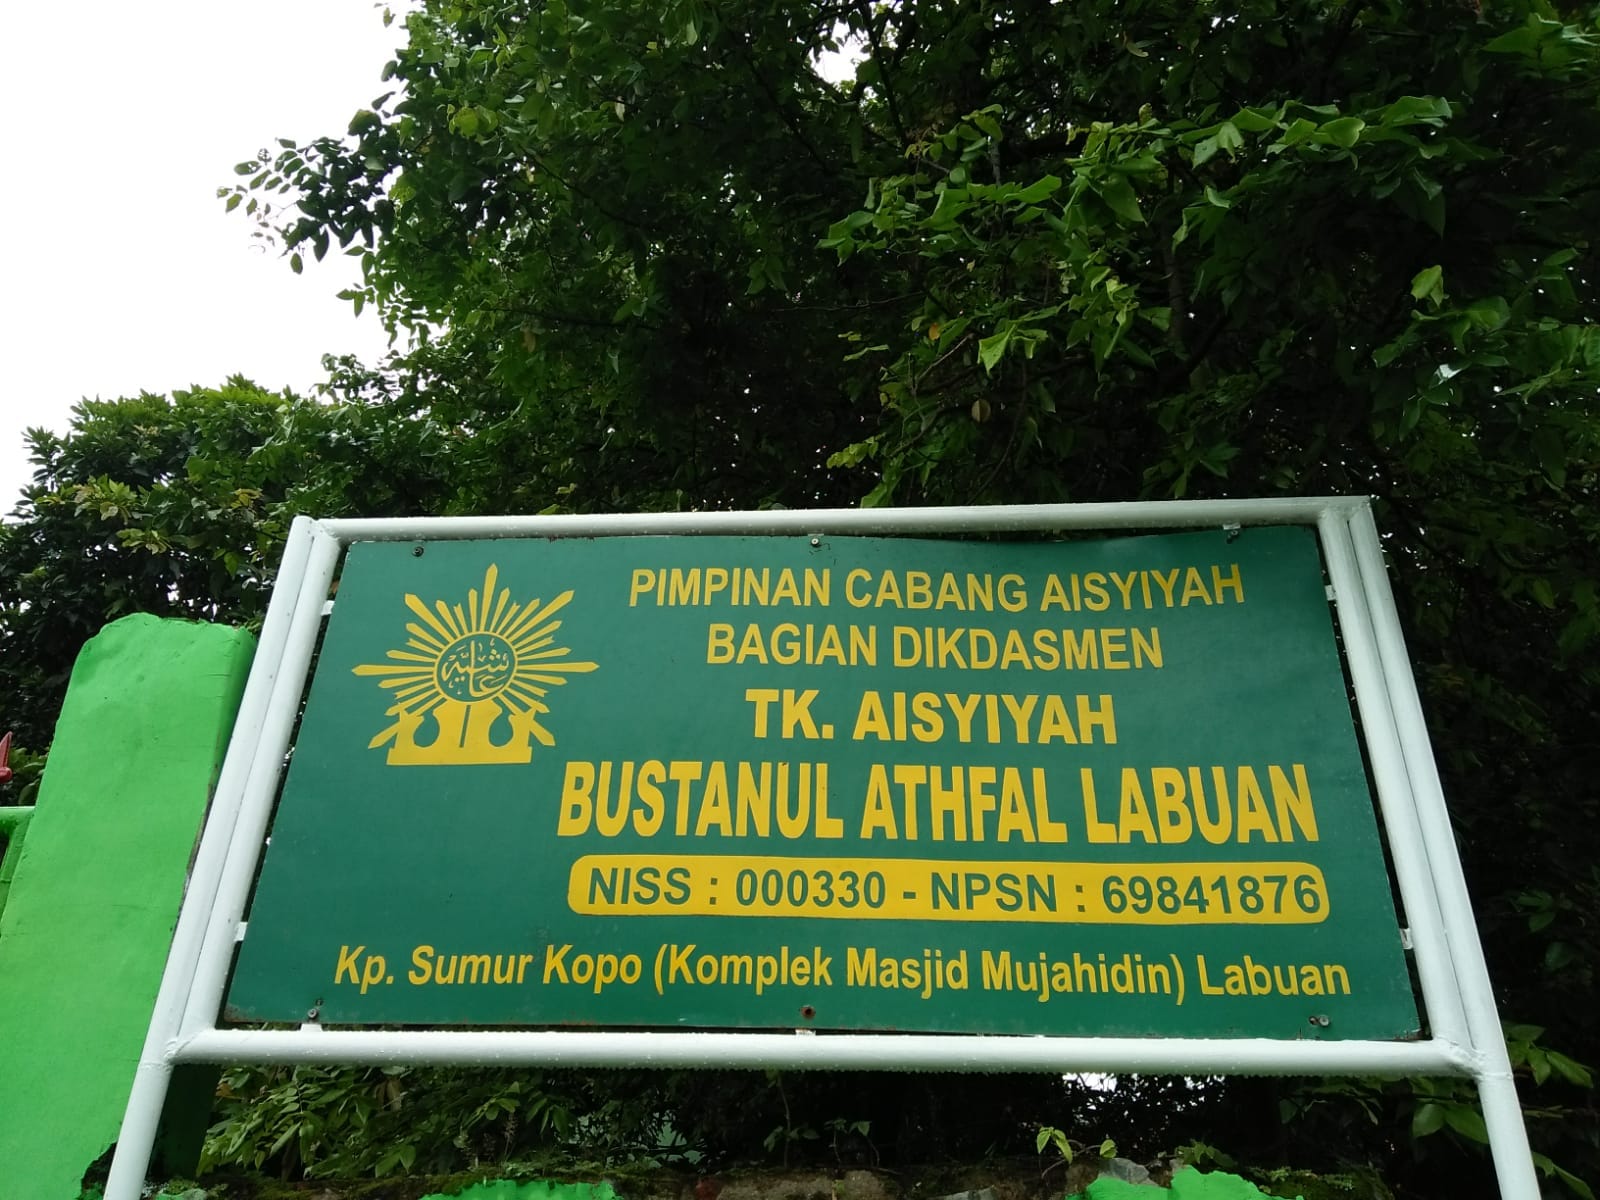 عائشية
PIMPINAN CABANG AISYIYAH
BAGIAN DIKDASMEN
TK. AISYIYAH
BUSTANUL ATHFAL LABUAN
NISS : 000330 - NPSN : 69841876
Kp. Sumur Kopo (Komplek Masjid Mujahidin) Labuan